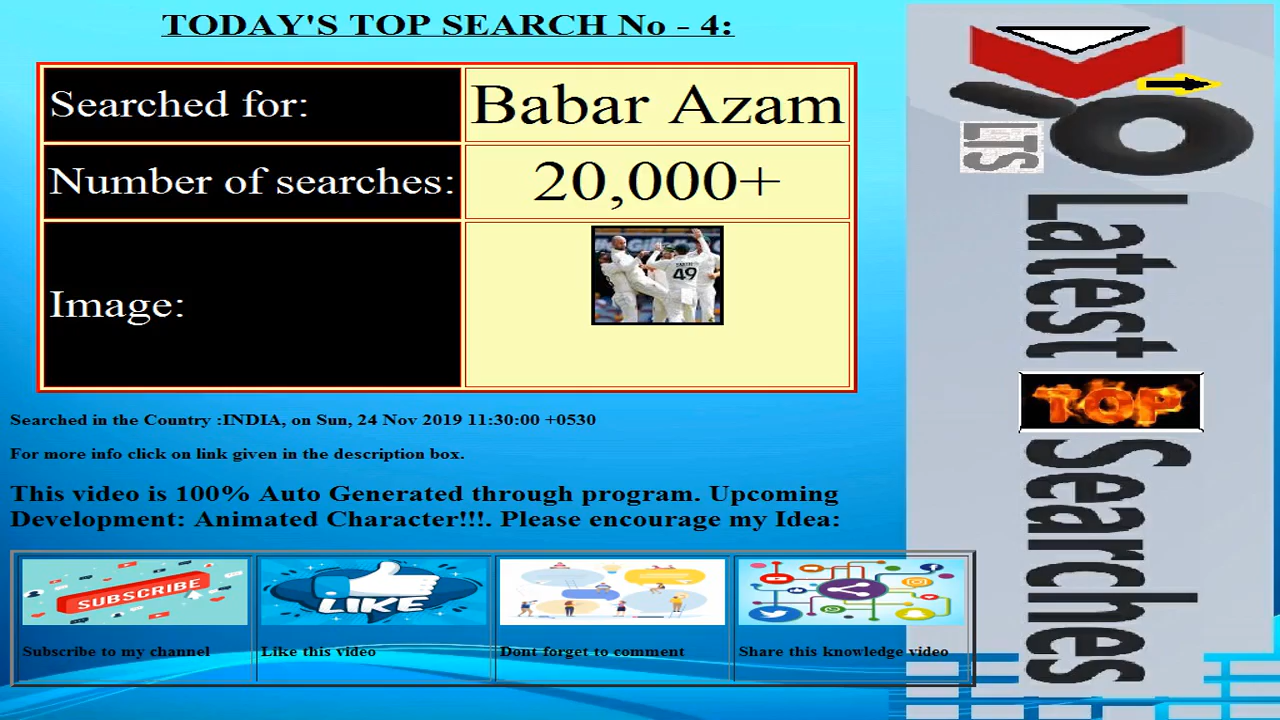 TODAY'S TOP SEARCH No - 4:
Searched for:
Babar Azam
Number of searches:
20,000+
Image:
49
Searched in the Country :INDIA, on Sun, 24 Nov 2019 11:30:00 +0530
For more info click on link given in the description box.
This video is 100% Auto Generated through program. Upcoming
Development: Animated Character!!!. Please encourage my Idea:
SUBSCRIBE
LIKE
Subscribe to my channel
Like this video
Dont forget to comment
Share this knowledge video
LTS
Latest
TOP
Searches